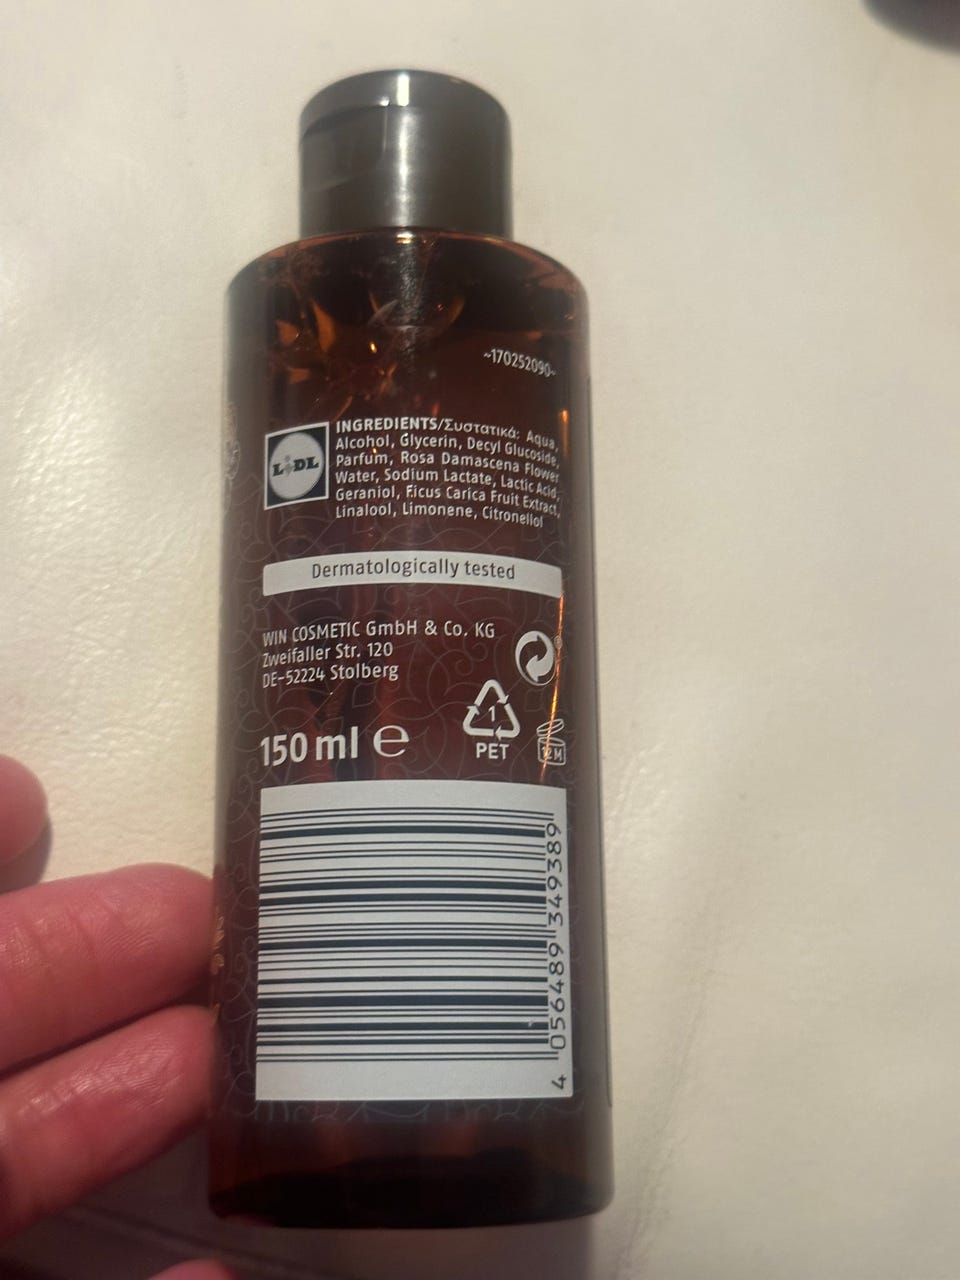 ~170252090~
LIDL
INGREDIENTS/Συστατικά: Aqua,
Alcohol, Glycerin, Decyl Glucoside,
Parfum, Rosa Damascena Flower
Water, Sodium Lactate, Lactic Acid,
Geraniol, Ficus Carica Fruit Extract,
Linalool, Limonene, Citronellol
Dermatologically tested
WIN COSMETIC GmbH & Co. KG
Zweifaller Str. 120
DE-52224 Stolberg
1
PET
150 ml e
4 056489 349389